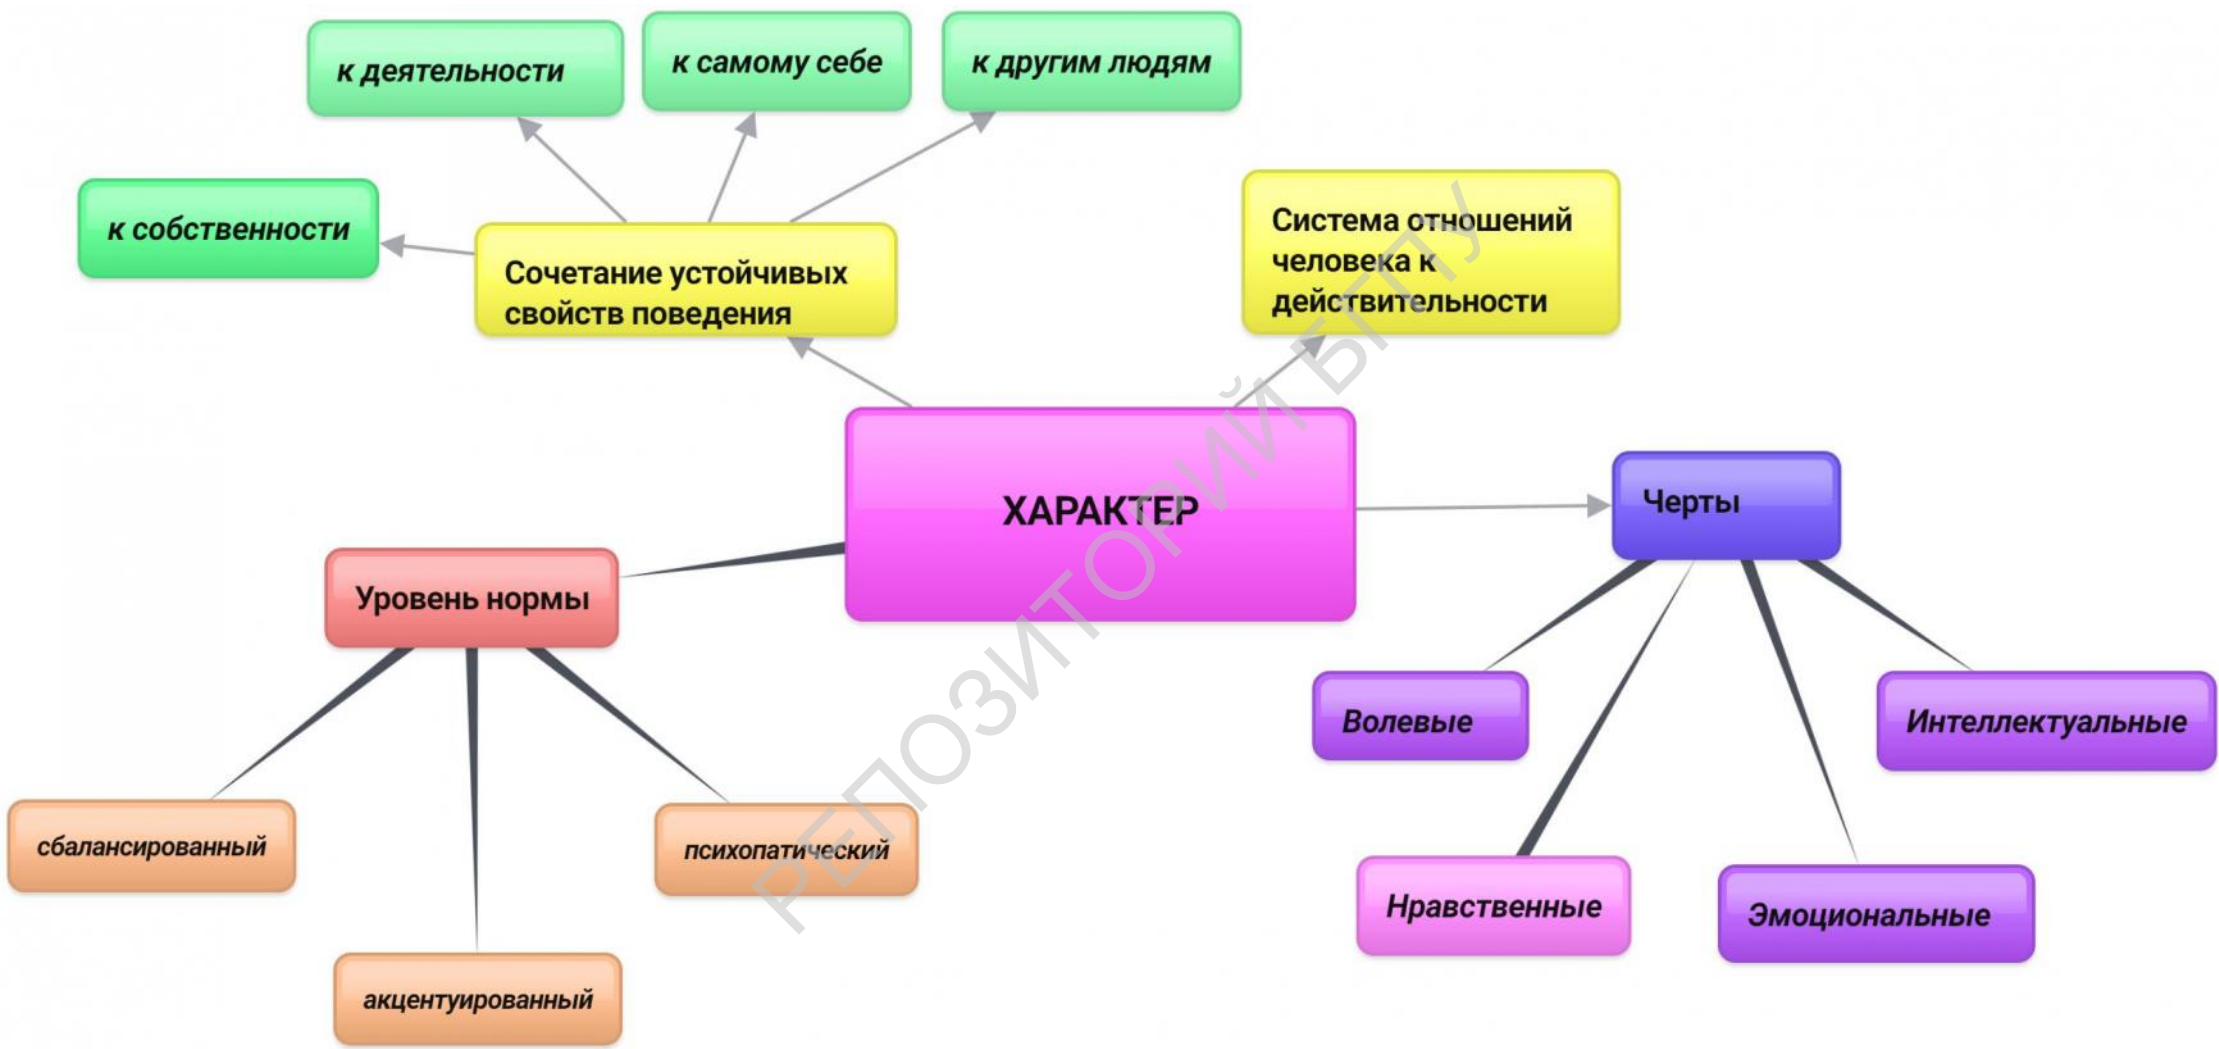 к деятельности
к самому себе
к другим людям
к собственности
Сочетание устойчивых
свойств поведения
Система отношений
человека к
действительности
ХАРАКТЕР
Черты
Уровень нормы
Волевые
Интеллектуальные
сбалансированный
психопатический
Нравственные
Эмоциональные
акцентуированный
РЕПОЗИТОРИЙ БГПУ